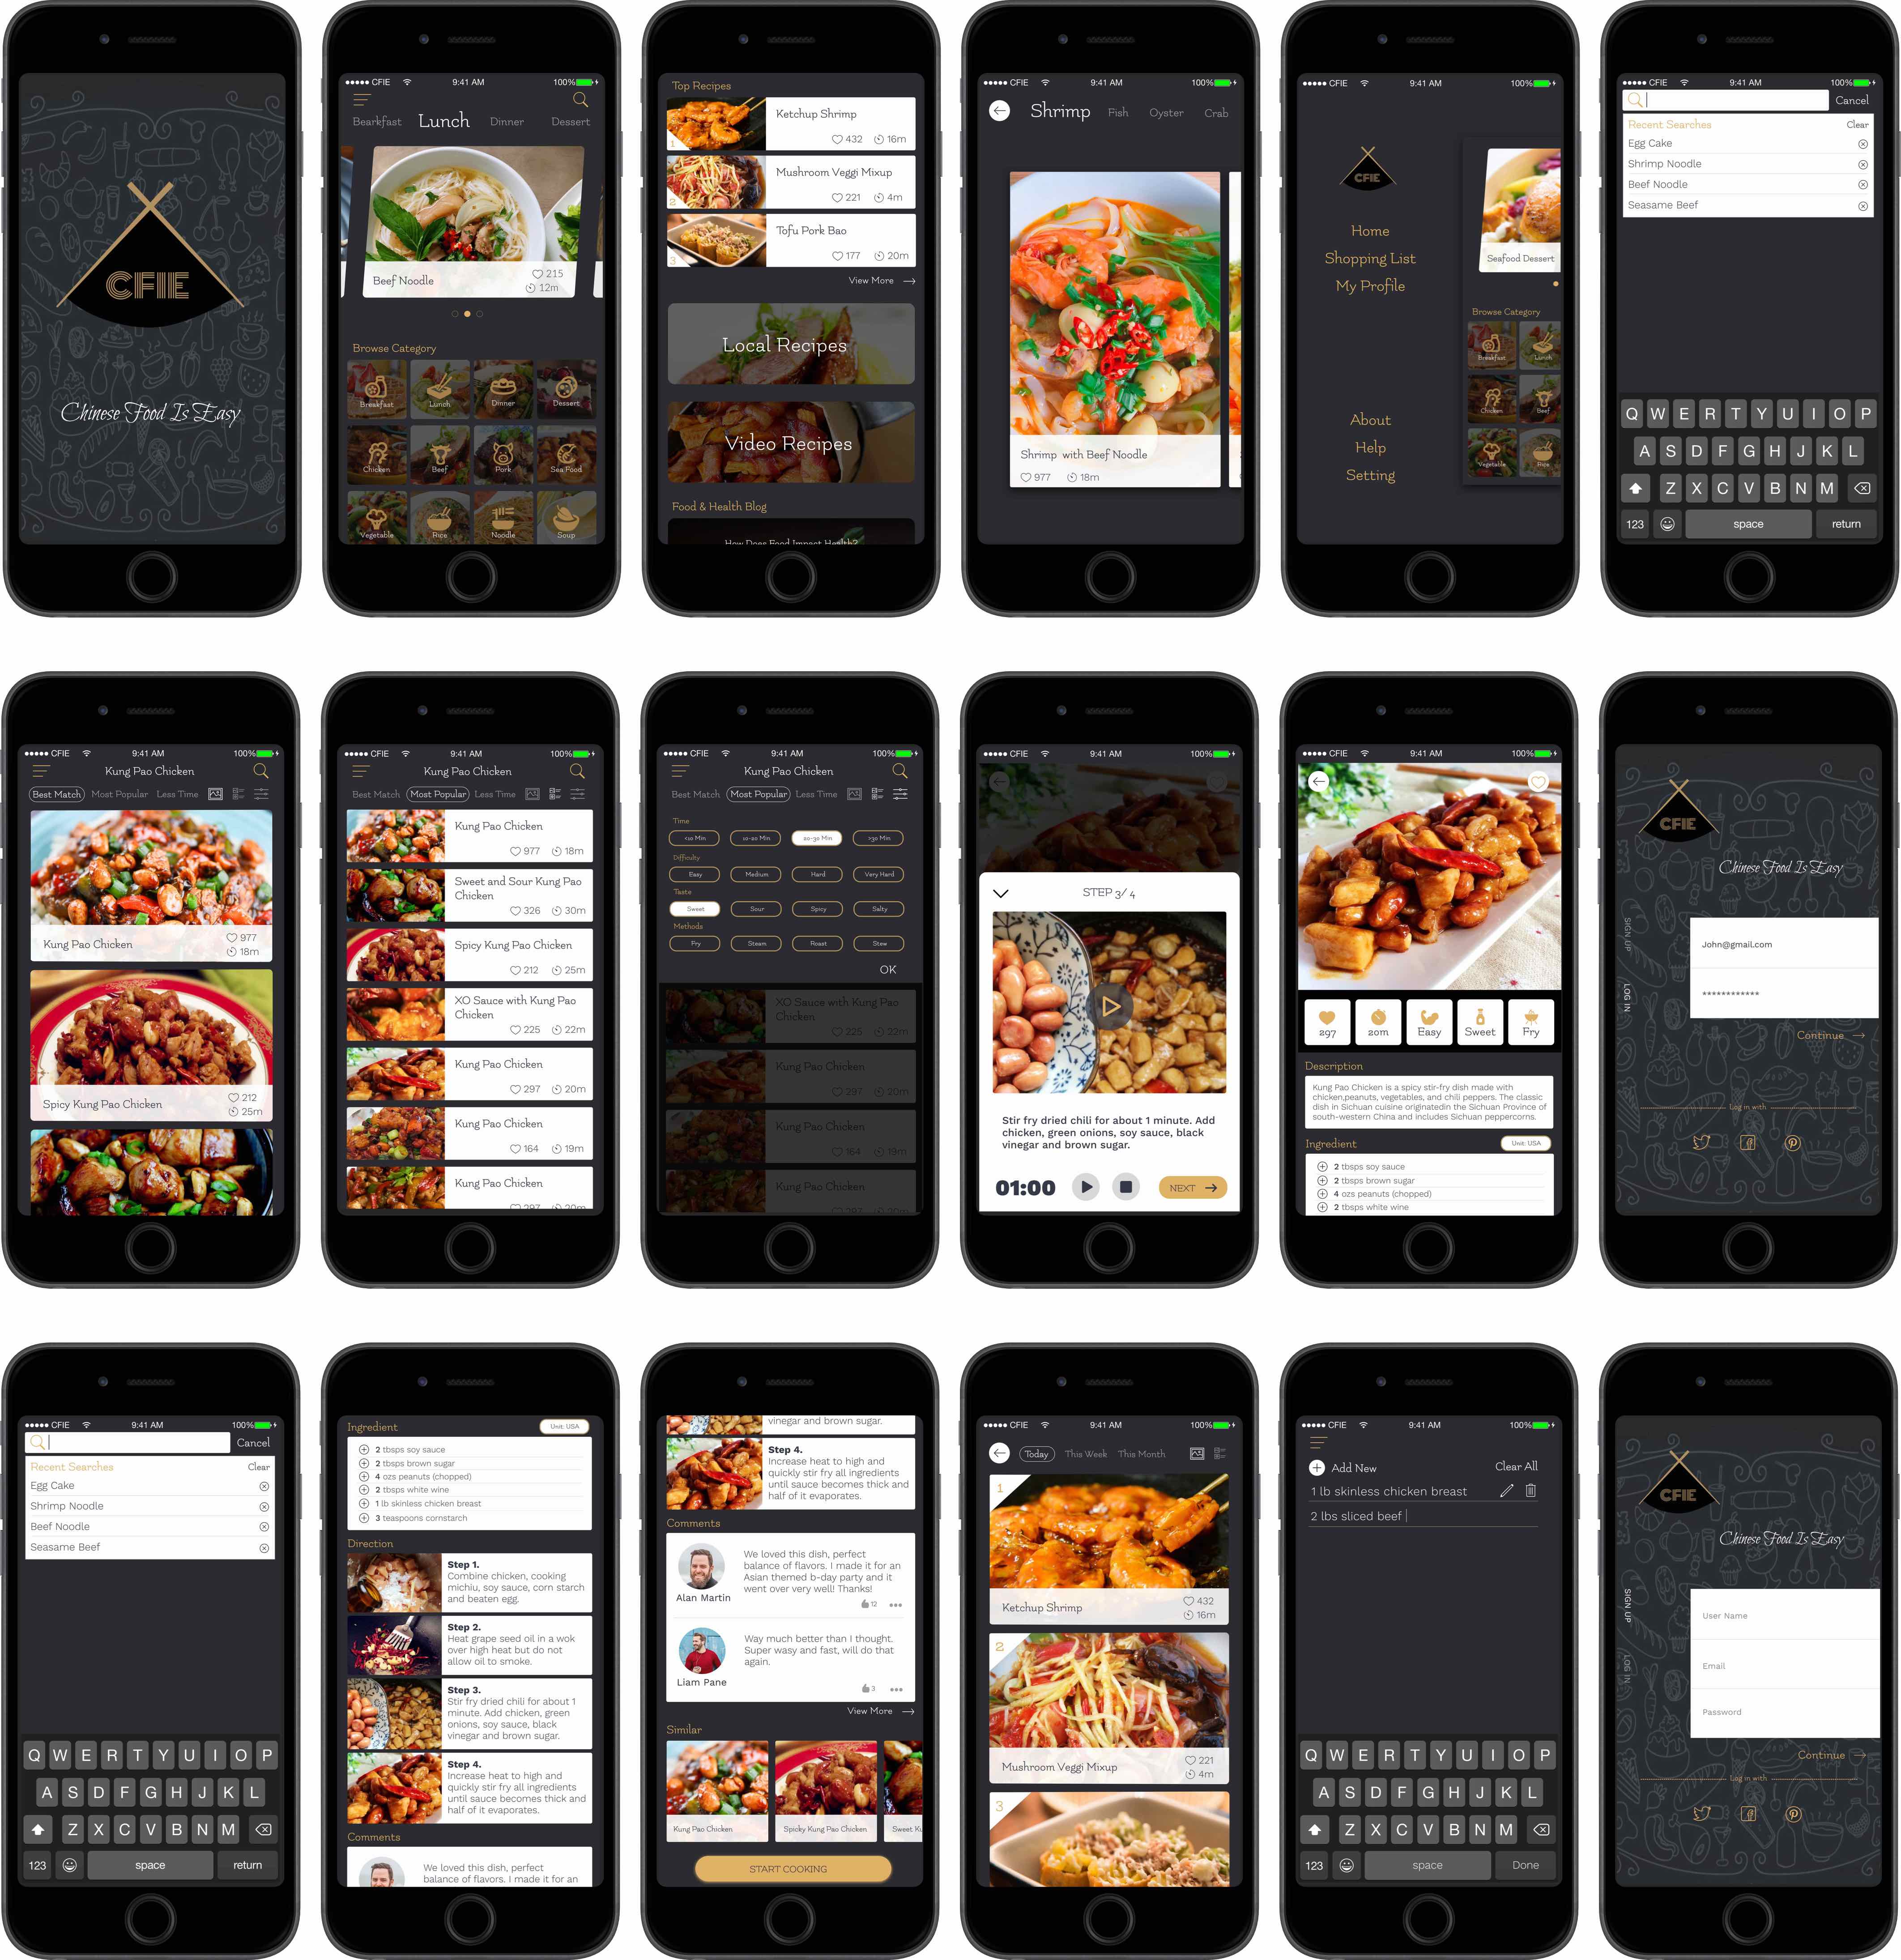 CFIE
Chinese Food Is Easy
CFIE 9:41 AM 100%
Bearkfast Lunch Dinner Dessert
Beef Noodle
215
12m
Browse Category
Breakfast Lunch Dinner Dessert
Chicken Beef Pork Sea Food
Vegetable Rice Noodle Soup
Top Recipes
Ketchup Shrimp
1 432 16m
Mushroom Veggi Mixup
2 221 4m
Tofu Pork Bao
3 177 20m
View More
Local Recipes
Video Recipes
Food & Health Blog
How Does Food Impact Health?
CFIE 9:41 AM 100%
Shrimp Fish Oyster Crab
Shrimp with Beef Noodle
977 18m
CFIE 9:41 AM 100%
CFIE
Home
Shopping List
My Profile
About
Help
Setting
Seafood Dessert
Browse Category
Breakfast Lunch
Chicken Beef
Vegetable Rice
CFIE 9:41 AM 100%
Cancel
Recent Searches Clear
Egg Cake
Shrimp Noodle
Beef Noodle
Seasame Beef
Q W E R T Y U I O P
A S D F G H J K L
Z X C V B N M
123 space return
CFIE 9:41 AM 100%
Kung Pao Chicken
Best Match Most Popular Less Time
Kung Pao Chicken
977
18m
Spicy Kung Pao Chicken
212
25m
CFIE 9:41 AM 100%
Kung Pao Chicken
Best Match Most Popular Less Time
Kung Pao Chicken
977 18m
Sweet and Sour Kung Pao
Chicken
326 30m
Spicy Kung Pao Chicken
212 25m
XO Sauce with Kung Pao
Chicken
225 22m
Kung Pao Chicken
297 20m
Kung Pao Chicken
164 19m
Kung Pao Chicken
297 20m
CFIE 9:41 AM 100%
Kung Pao Chicken
Best Match Most Popular Less Time
Time
<10 Min 10-20 Min 20-30 Min >30 Min
Difficulty
Easy Medium Hard Very Hard
Taste
Sweet Sour Spicy Salty
Methods
Fry Steam Roast Stew
OK
XO Sauce with Kung Pao
Chicken
225 22m
Kung Pao Chicken
297 20m
Kung Pao Chicken
164 19m
Kung Pao Chicken
297 20m
CFIE 9:41 AM 100%
STEP 3/ 4
Stir fry dried chili for about 1 minute. Add
chicken, green onions, soy sauce, black
vinegar and brown sugar.
01:00 NEXT
CFIE 9:41 AM 100%
297 20m Easy Sweet Fry
Description
Kung Pao Chicken is a spicy stir-fry dish made with
chicken,peanuts, vegetables, and chili peppers. The classic
dish in Sichuan cuisine originatedin the Sichuan Province of
south-western China and includes Sichuan peppercorns.
Ingredient Unit: USA
2 tbsps soy sauce
2 tbsps brown sugar
4 ozs peanuts (chopped)
2 tbsps white wine
CFIE
Chinese Food Is Easy
SIGN UP
LOG IN
John@gmail.com
************
Continue
Log in with
CFIE 9:41 AM 100%
Cancel
Recent Searches Clear
Egg Cake
Shrimp Noodle
Beef Noodle
Seasame Beef
Q W E R T Y U I O P
A S D F G H J K L
Z X C V B N M
123 space return
Ingredient Unit: USA
2 tbsps soy sauce
2 tbsps brown sugar
4 ozs peanuts (chopped)
2 tbsps white wine
1 lb skinless chicken breast
3 teaspoons cornstarch
Direction
Step 1.
Combine chicken, cooking
michiu, soy sauce, corn starch
and beaten egg.
Step 2.
Heat grape seed oil in a wok
over high heat but do not
allow oil to smoke.
Step 3.
Stir fry dried chili for about 1
minute. Add chicken, green
onions, soy sauce, black
vinegar and brown sugar.
Step 4.
Increase heat to high and
quickly stir fry all ingredients
until sauce becomes thick and
half of it evaporates.
Comments
We loved this dish, perfect
balance of flavors. I made it for an
vinegar and brown sugar.
Step 4.
Increase heat to high and
quickly stir fry all ingredients
until sauce becomes thick and
half of it evaporates.
Comments
We loved this dish, perfect
balance of flavors. I made it for an
Asian themed b-day party and it
went over very well! Thanks!
Alan Martin
12
Way much better than I thought.
Super wasy and fast, will do that
again.
Liam Pane
3
View More
Similar
Kung Pao Chicken Spicky Kung Pao Chicken Sweet Ku
START COOKING
CFIE 9:41 AM 100%
Today This Week This Month
1
Ketchup Shrimp
432
16m
2
Mushroom Veggi Mixup
221
4m
3
CFIE 9:41 AM 100%
Add New Clear All
1 lb skinless chicken breast
2 lbs sliced beef
Q W E R T Y U I O P
A S D F G H J K L
Z X C V B N M
123 space Done
CFIE
Chinese Food Is Easy
SIGN UP
LOG IN
User Name
Email
Password
Continue
Log in with